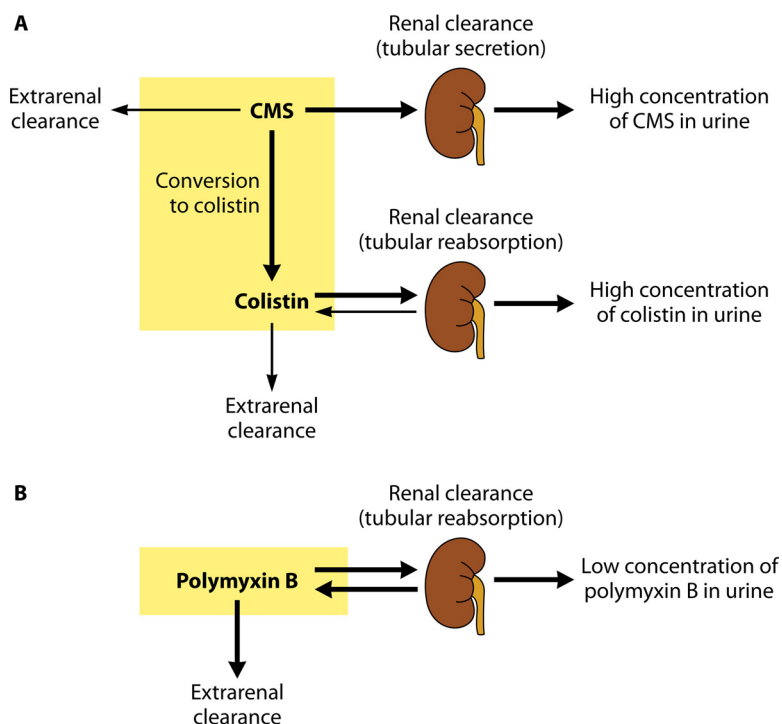 A
Renal clearance
(tubular secretion)
Extrarenal
clearance
CMS
High concentration
of CMS in urine
Conversion
to colistin
Renal clearance
(tubular reabsorption)
Colistin
High concentration
of colistin in urine
Extrarenal
clearance
B
Renal clearance
(tubular reabsorption)
Polymyxin B
Low concentration of
polymyxin B in urine
Extrarenal
clearance